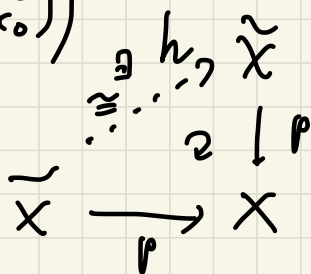 x₀))
∃ h X̃
≅
↻ ↓ p
X̃ → X
p